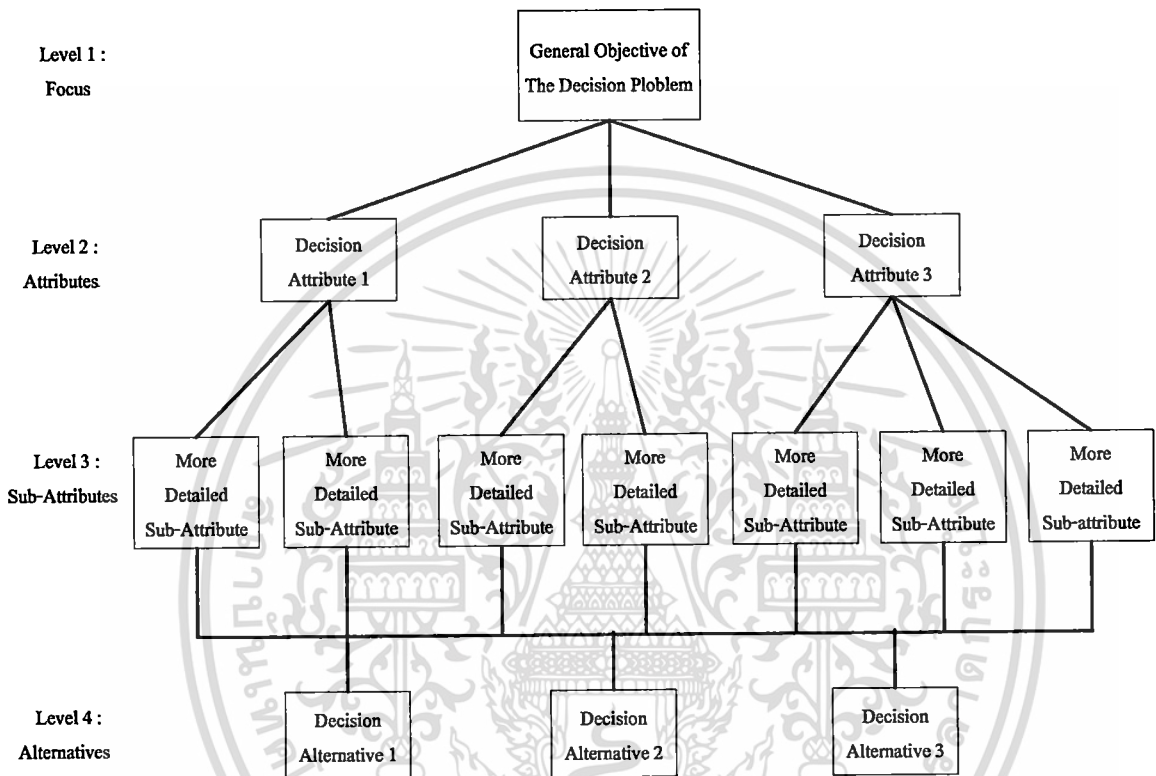 Level 1 :
Focus
General Objective of
The Decision Ploblem
Level 2 :
Attributes
Decision
Attribute 1
Decision
Attribute 2
Decision
Attribute 3
Level 3 :
Sub-Attributes
More
Detailed
Sub-Attribute
More
Detailed
Sub-Attribute
More
Detailed
Sub-Attribute
More
Detailed
Sub-Attribute
More
Detailed
Sub-Attribute
More
Detailed
Sub-Attribute
More
Detailed
Sub-attribute
Level 4 :
Alternatives
Decision
Alternative 1
Decision
Alternative 2
Decision
Alternative 3